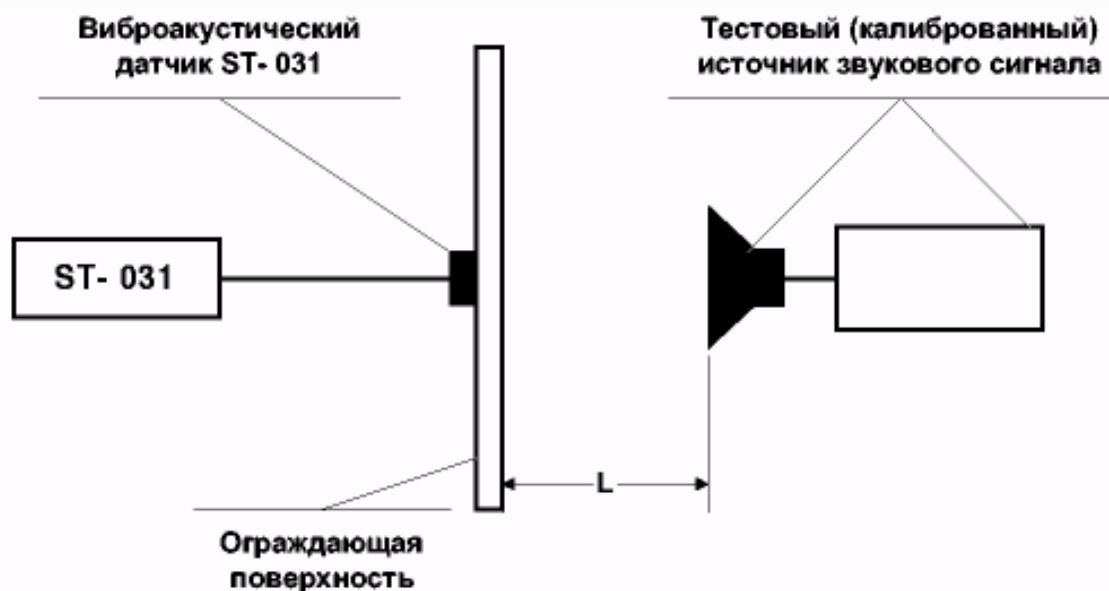 Виброакустический
датчик ST- 031
Тестовый (калиброванный)
источник звукового сигнала
ST- 031
L
Ограждающая
поверхность